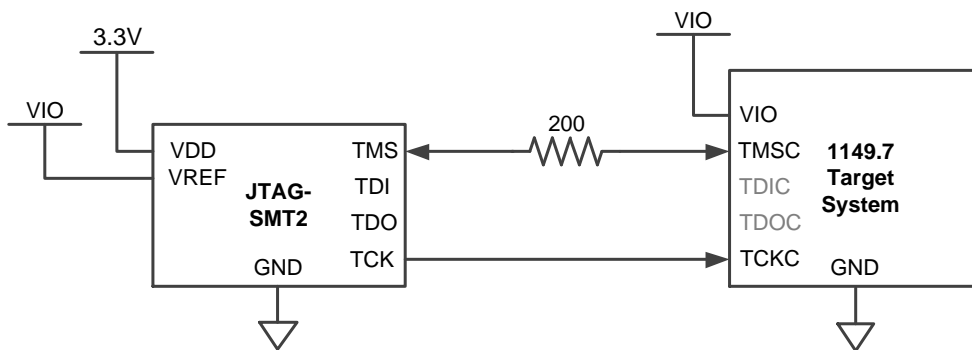 3.3V
VIO
VIO
200
VDD
VREF
JTAG-
SMT2
TMS
TDI
TDO
TCK
GND
VIO
TMSC
TDIC
TDOC
TCKC
1149.7
Target
System
GND